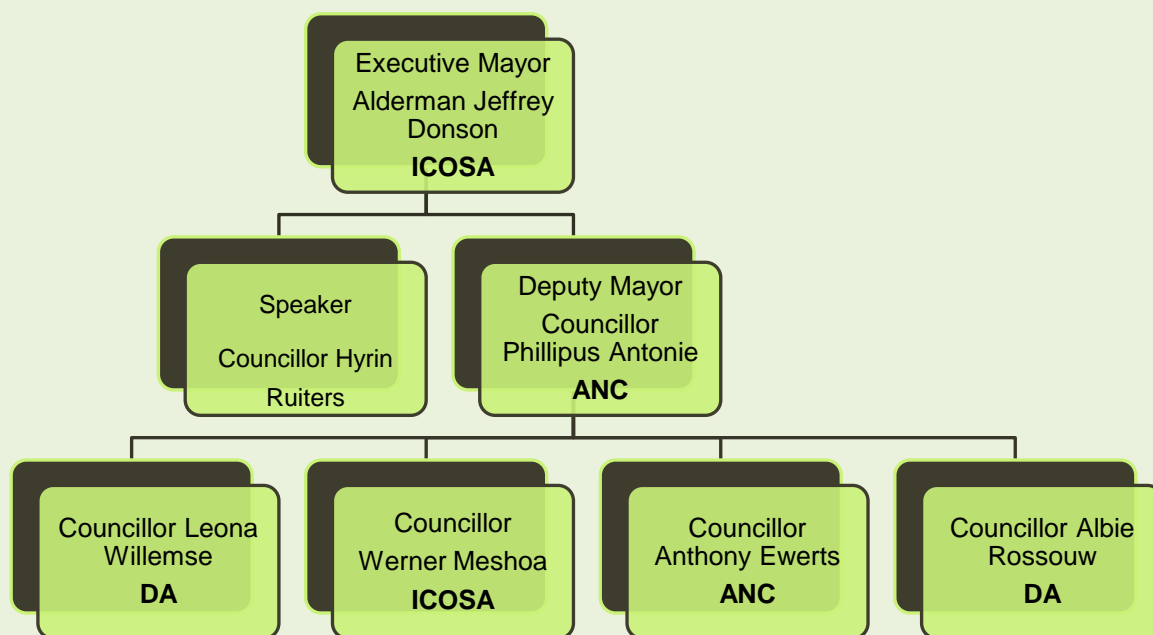 Executive Mayor
Alderman Jeffrey
Donson
ICOSA
Speaker
Councillor Hyrin
Ruiters
Deputy Mayor
Councillor
Phillipus Antonie
ANC
Councillor Leona
Willemse
DA
Councillor
Werner Meshoa
ICOSA
Councillor
Anthony Ewerts
ANC
Councillor Albie
Rossouw
DA